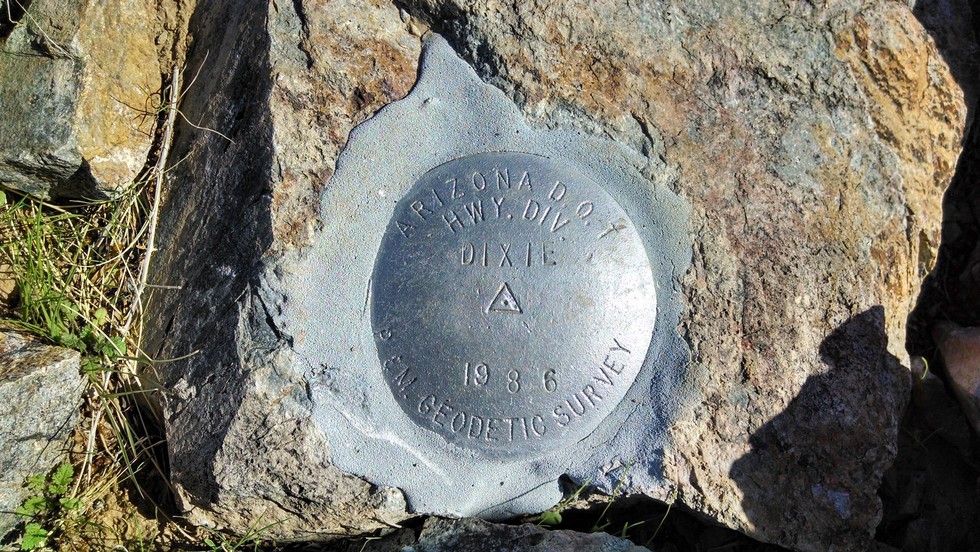 ARIZONA D.O.T
HWY. DIV.
DIXIE
1986
GEODETIC SURVEY